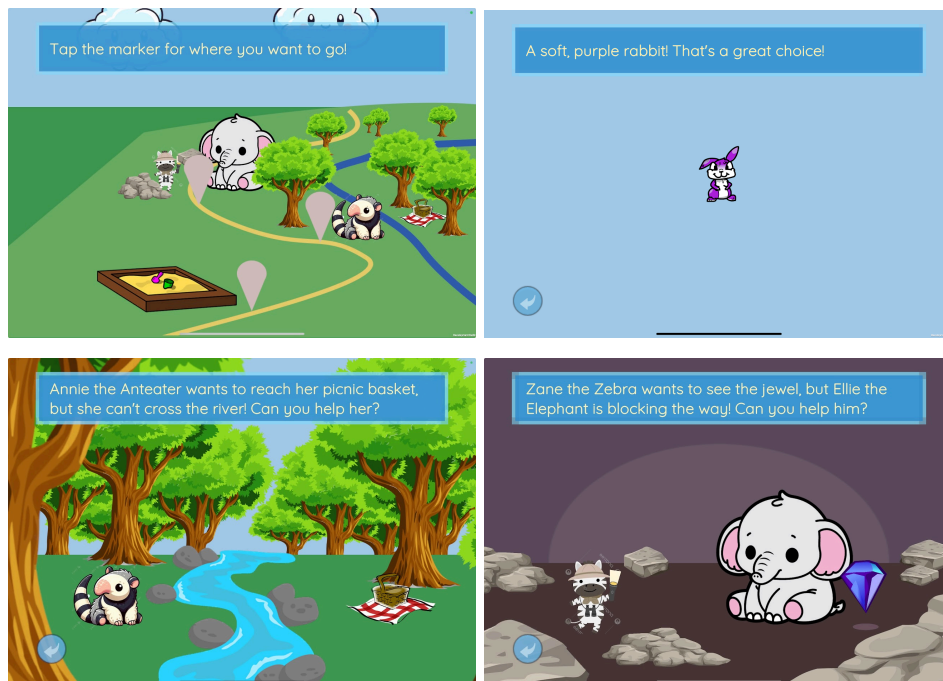 Tap the marker for where you want to go!
A soft, purple rabbit! That's a great choice!
Annie the Anteater wants to reach her picnic basket,
but she can't cross the river! Can you help her?
Zane the Zebra wants to see the jewel, but Ellie the
Elephant is blocking the way! Can you help him?